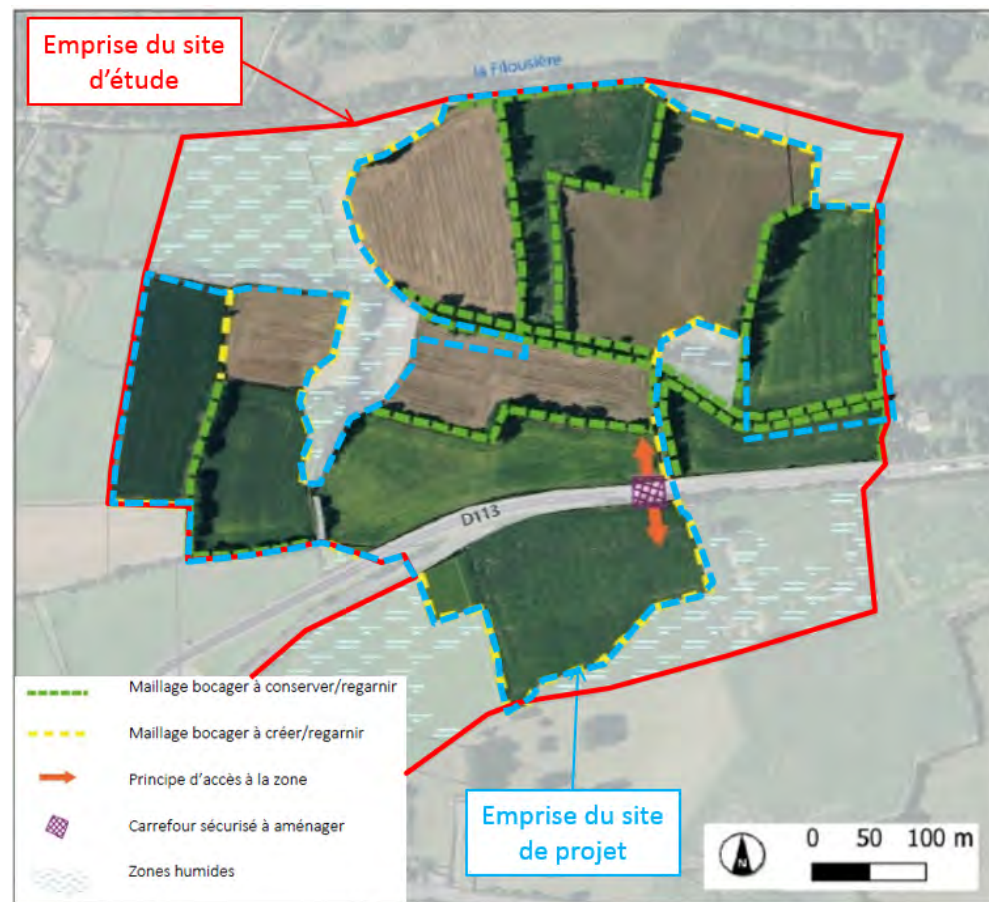 Emprise du site
d'étude
la Filousière
D113
Maillage bocager à conserver/regarnir
Maillage bocager à créer/regarnir
Principe d'accès à la zone
Carrefour sécurisé à aménager
Zones humides
Emprise du site
de projet
N
0 50 100 m